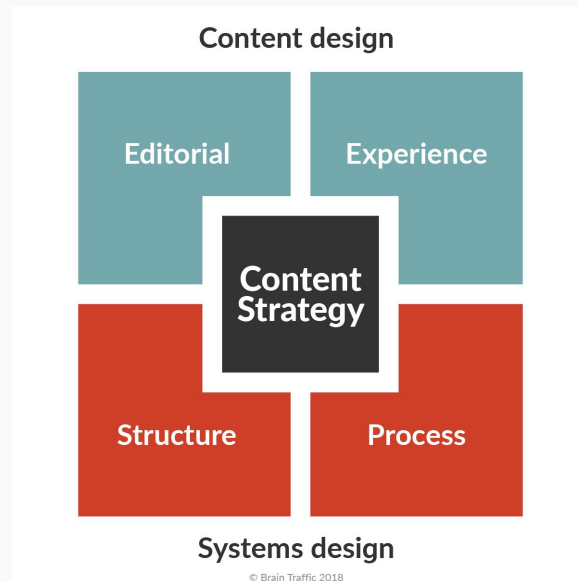 Content design
Editorial
Experience
Content
Strategy
Structure
Process
Systems design
© Brain Traffic 2018